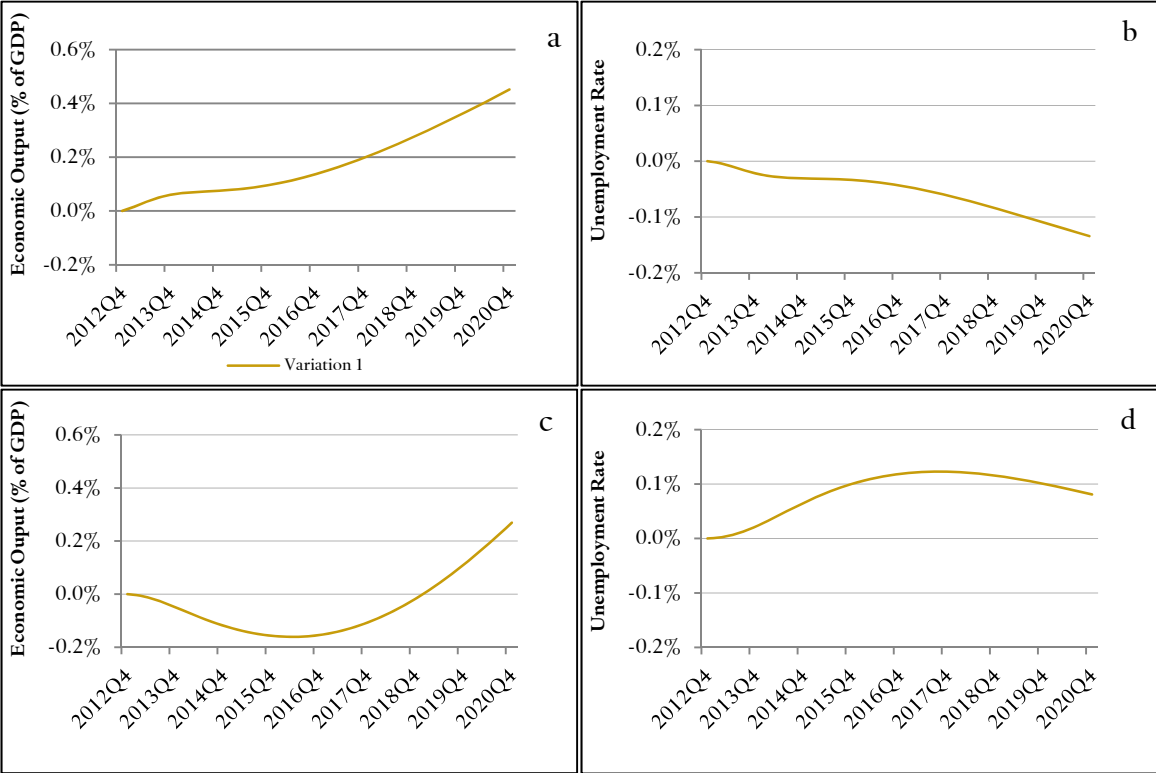 a
Economic Output (% of GDP)
0.6%
0.4%
0.2%
0.0%
-0.2%
2012Q4
2013Q4
2014Q4
2015Q4
2016Q4
2017Q4
2018Q4
2019Q4
2020Q4
Variation 1
b
Unemployment Rate
0.2%
0.1%
0.0%
-0.1%
-0.2%
2012Q4
2013Q4
2014Q4
2015Q4
2016Q4
2017Q4
2018Q4
2019Q4
2020Q4
c
Economic Ouput (% of GDP)
0.6%
0.4%
0.2%
0.0%
-0.2%
2012Q4
2013Q4
2014Q4
2015Q4
2016Q4
2017Q4
2018Q4
2019Q4
2020Q4
d
Unemployment Rate
0.2%
0.1%
0.0%
-0.1%
-0.2%
2012Q4
2013Q4
2014Q4
2015Q4
2016Q4
2017Q4
2018Q4
2019Q4
2020Q4